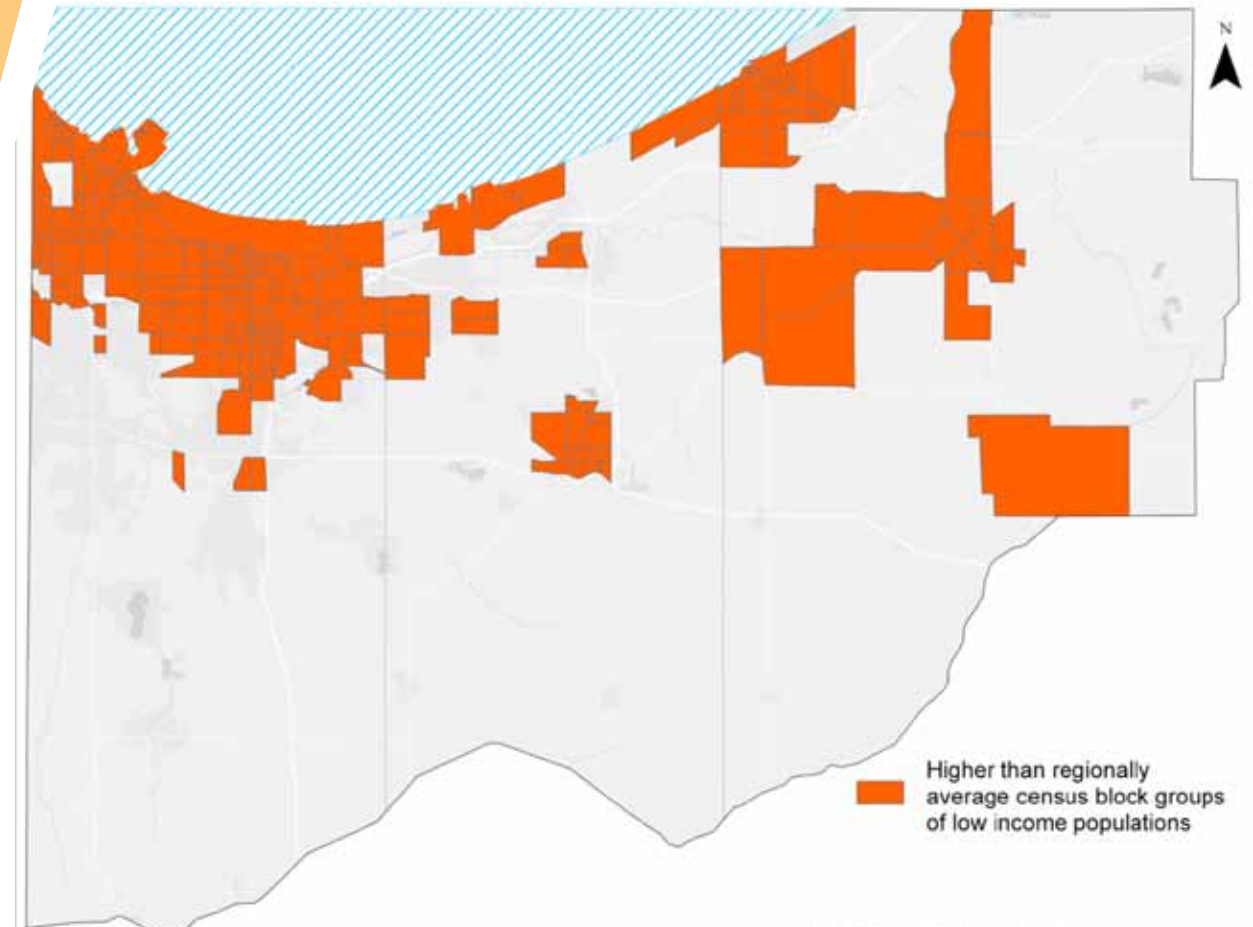 N
Higher than regionally
average census block groups
of low income populations